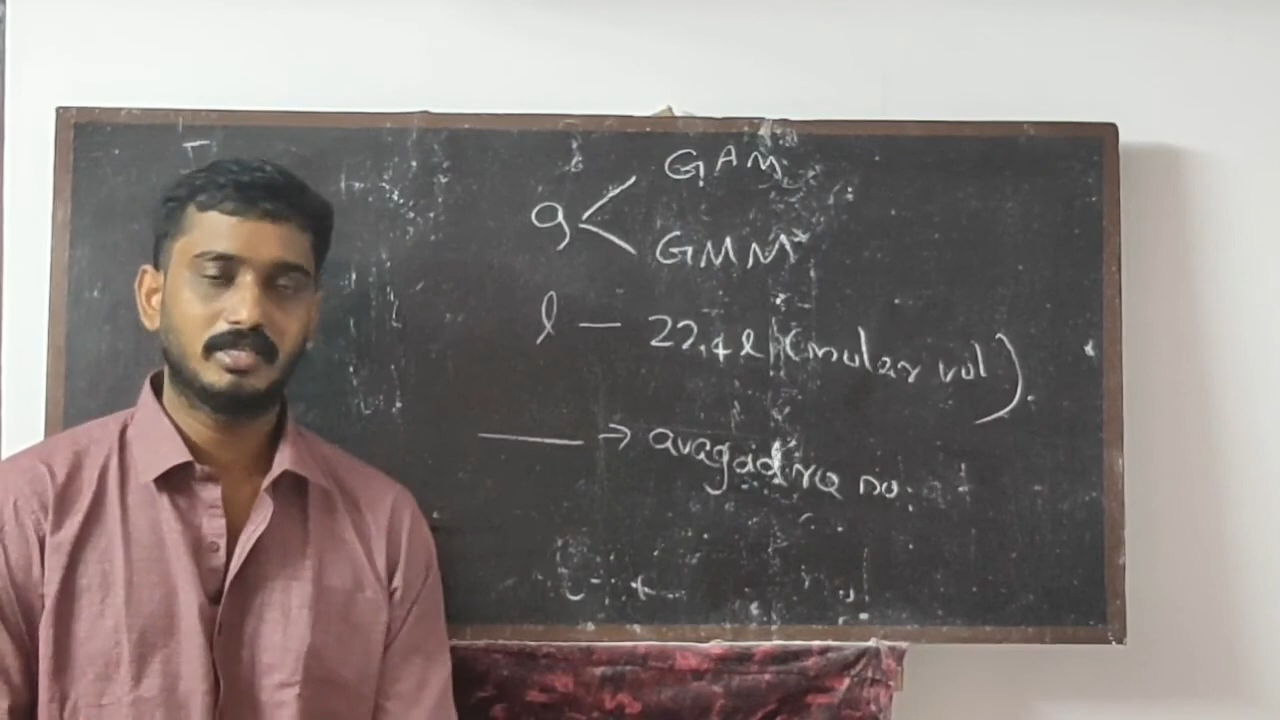 GAM
g <
GMM
l — 22.4 l (molar vol).
——— → avagadro no.